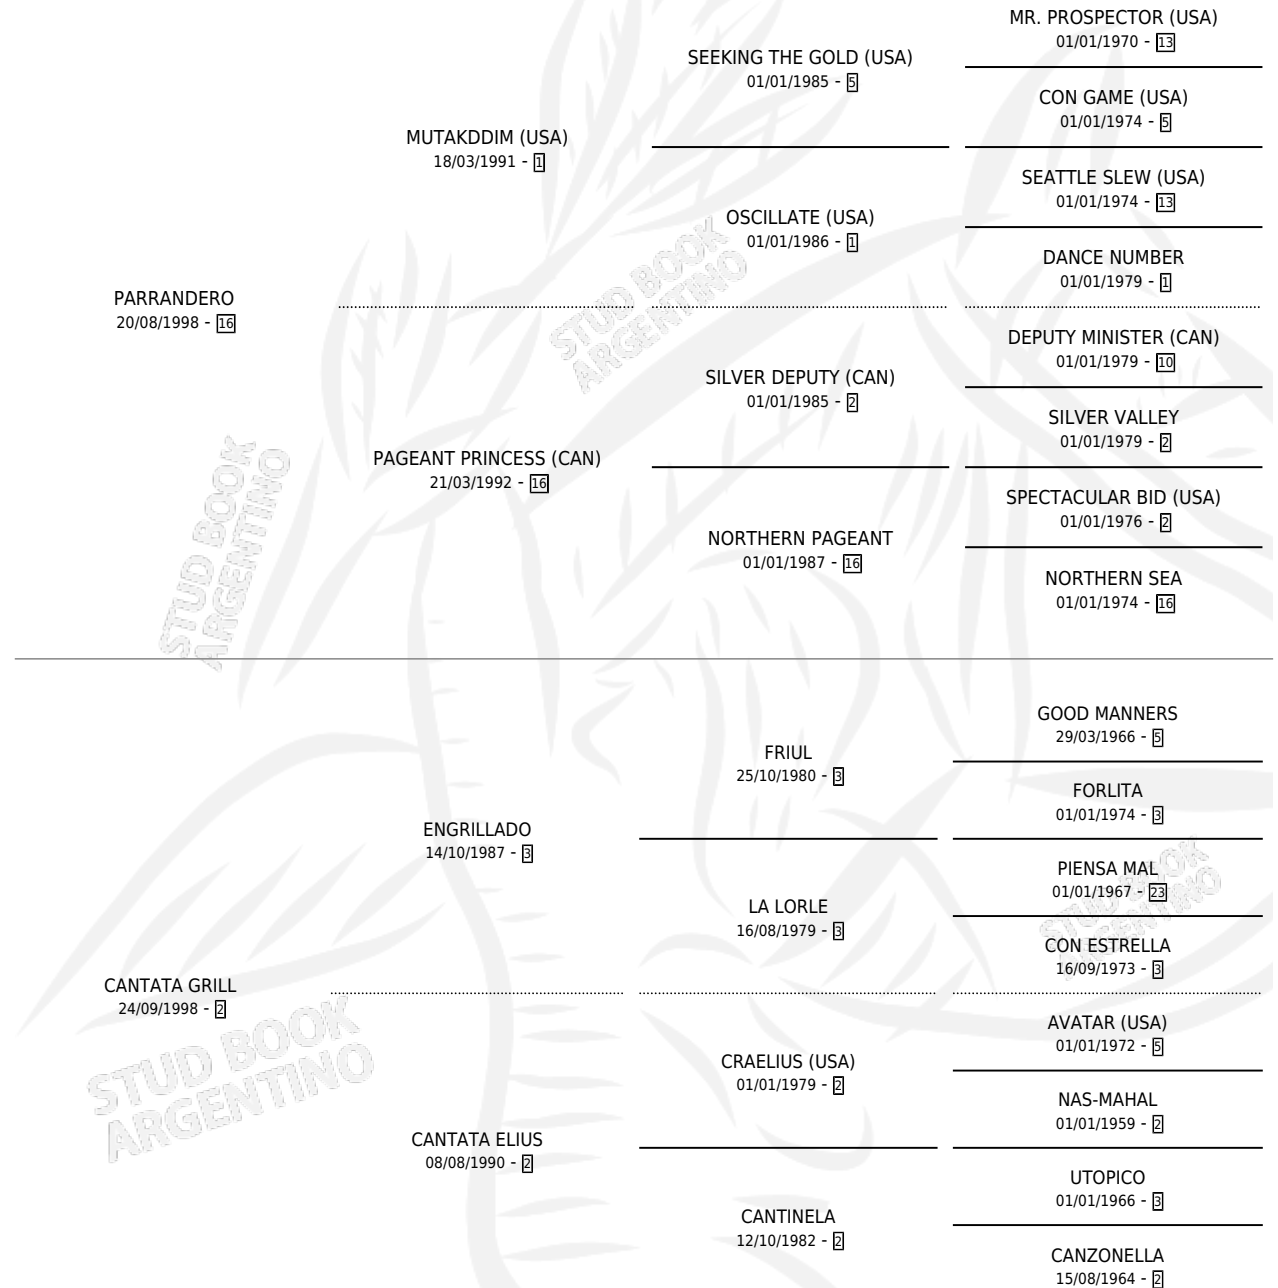 MR. PROSPECTOR (USA)
01/01/1970 - 13
SEEKING THE GOLD (USA)
01/01/1985 - 5
CON GAME (USA)
01/01/1974 - 5
MUTAKDDIM (USA)
18/03/1991 - 1
SEATTLE SLEW (USA)
01/01/1974 - 13
OSCILLATE (USA)
01/01/1986 - 1
DANCE NUMBER
01/01/1979 - 1
PARRANDERO
20/08/1998 - 16
DEPUTY MINISTER (CAN)
01/01/1979 - 10
SILVER DEPUTY (CAN)
01/01/1985 - 2
SILVER VALLEY
01/01/1979 - 2
PAGEANT PRINCESS (CAN)
21/03/1992 - 16
SPECTACULAR BID (USA)
01/01/1976 - 2
NORTHERN PAGEANT
01/01/1987 - 16
NORTHERN SEA
01/01/1974 - 16
GOOD MANNERS
29/03/1966 - 5
FRIUL
25/10/1980 - 3
FORLITA
01/01/1974 - 3
ENGRILLADO
14/10/1987 - 3
PIENSA MAL
01/01/1967 - 23
LA LORLE
16/08/1979 - 3
CON ESTRELLA
16/09/1973 - 3
CANTATA GRILL
24/09/1998 - 2
AVATAR (USA)
01/01/1972 - 5
CRAELIUS (USA)
01/01/1979 - 2
NAS-MAHAL
01/01/1959 - 2
CANTATA ELIUS
08/08/1990 - 2
UTOPICO
01/01/1966 - 3
CANTINELA
12/10/1982 - 2
CANZONELLA
15/08/1964 - 2
STUD BOOK
ARGENTINO
STUD BOOK
ARGENTINO
STUD BOOK
ARGENTINO
STUD BOOK
ARGENTINO